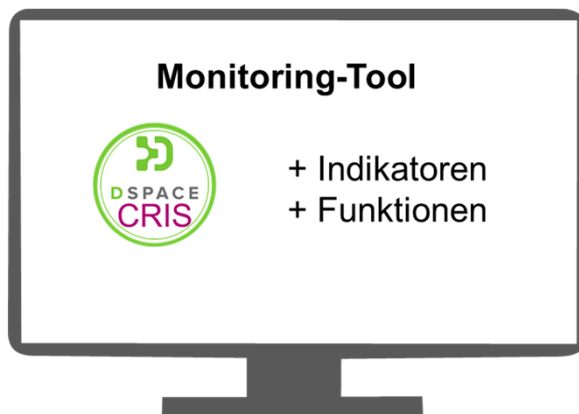 Monitoring-Tool
DSPACE
CRIS
+ Indikatoren
+ Funktionen